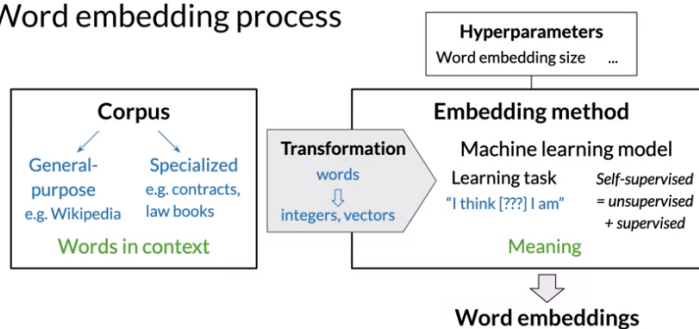 Word embedding process
Hyperparameters
Word embedding size ...
Corpus
General-
purpose
e.g. Wikipedia
Specialized
e.g. contracts,
law books
Words in context
Transformation
words
integers, vectors
Embedding method
Machine learning model
Learning task
"I think [???] I am"
Self-supervised
= unsupervised
+ supervised
Meaning
Word embeddings